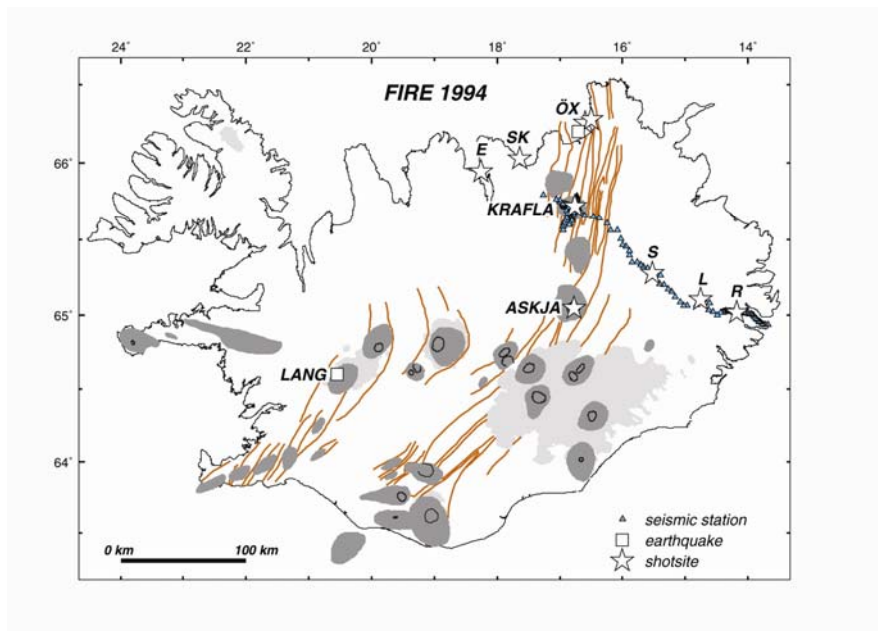 24° 22° 20° 18° 16° 14°
FIRE 1994
ÖX
SK
E
66°
KRAFLA
S
L
R
65°
ASKJA
LANG
64°
seismic station
earthquake
shotsite
0 km 100 km